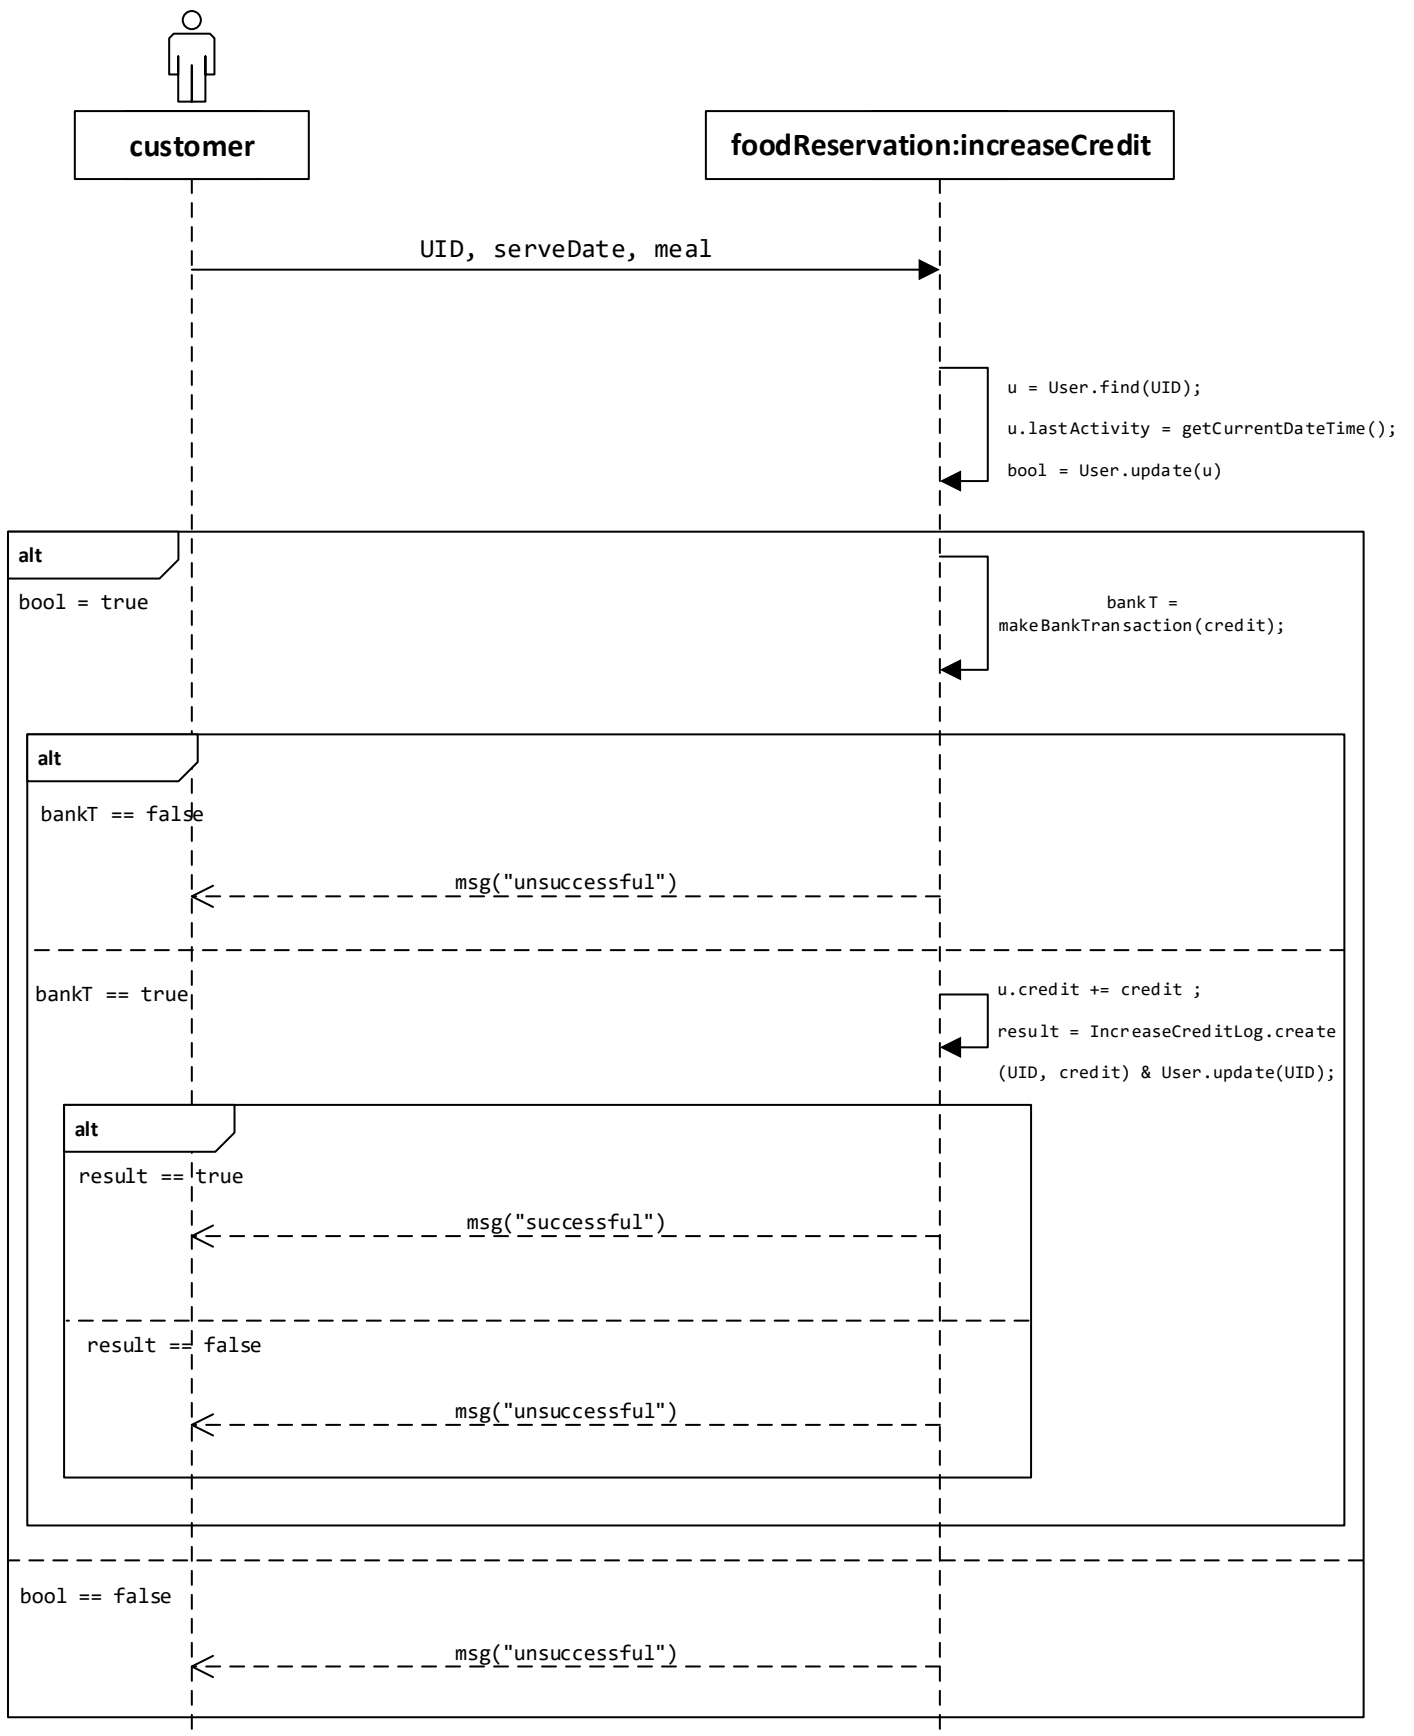 customer
foodReservation:increaseCredit
UID, serveDate, meal
u = User.find(UID);
u.lastActivity = getCurrentDateTime();
bool = User.update(u)
alt
bool = true
bankT =
makeBankTransaction(credit);
alt
bankT == false
msg("unsuccessful")
bankT == true
u.credit += credit ;
result = IncreaseCreditLog.create
(UID, credit) & User.update(UID);
alt
result == true
msg("successful")
result == false
msg("unsuccessful")
bool == false
msg("unsuccessful")